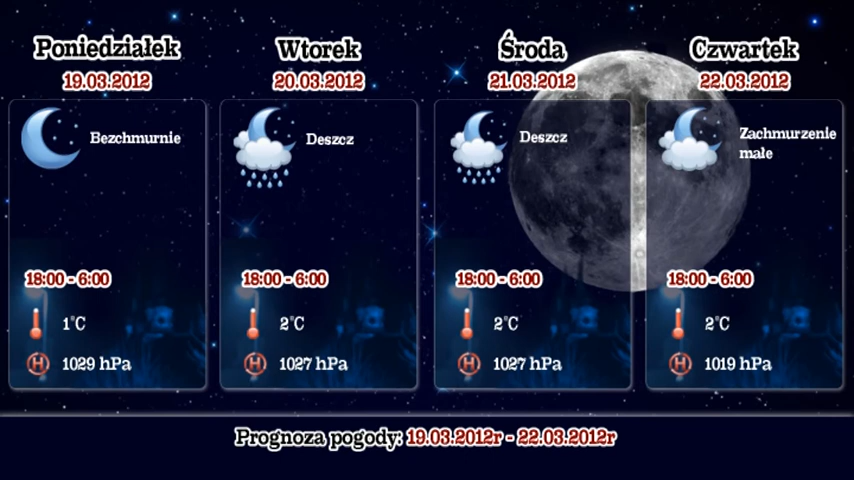 Poniedziałek
19.03.2012
Bezchmurnie
18:00 - 6:00
1°C
H
1029 hPa
Wtorek
20.03.2012
Deszcz
18:00 - 6:00
2°C
H
1027 hPa
Środa
21.03.2012
Deszcz
18:00 - 6:00
2°C
H
1027 hPa
Czwartek
22.03.2012
Zachmurzenie
małe
18:00 - 6:00
2°C
H
1019 hPa
Prognoza pogody: 19.03.2012r - 22.03.2012r